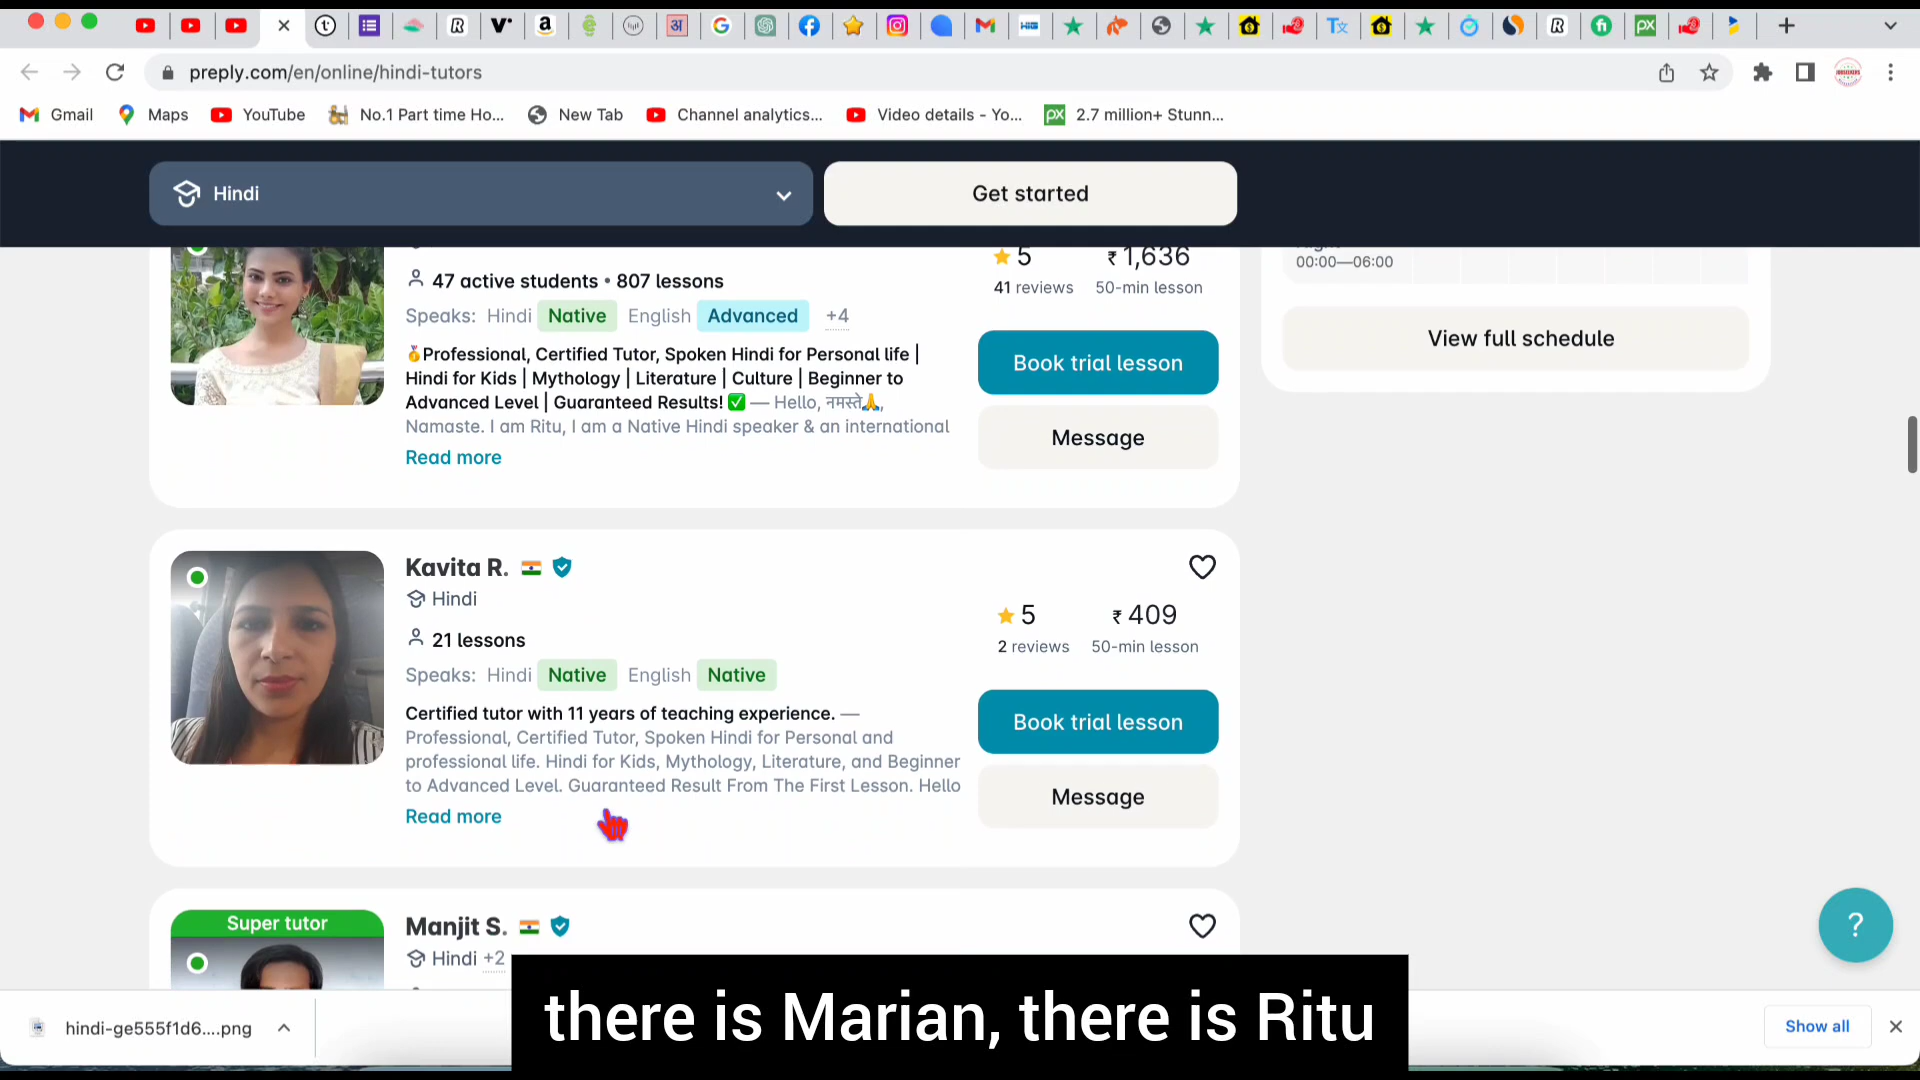 preply.com/en/online/hindi-tutors
Gmail
Maps
YouTube
No.1 Part time Ho...
New Tab
Channel analytics...
Video details - Yo...
2.7 million+ Stunn...
Hindi
Get started
5
₹ 1,636
47 active students • 807 lessons
41 reviews
50-min lesson
00:00—06:00
Speaks: Hindi Native English Advanced +4
View full schedule
🥇Professional, Certified Tutor, Spoken Hindi for Personal life |
Hindi for Kids | Mythology | Literature | Culture | Beginner to
Advanced Level | Guaranteed Results! ✅ — Hello, नमस्ते🙏,
Namaste. I am Ritu, I am a Native Hindi speaker & an international
Read more
Book trial lesson
Message
Kavita R.
Hindi
21 lessons
5
₹ 409
2 reviews
50-min lesson
Speaks: Hindi Native English Native
Certified tutor with 11 years of teaching experience. —
Professional, Certified Tutor, Spoken Hindi for Personal and
professional life. Hindi for Kids, Mythology, Literature, and Beginner
to Advanced Level. Guaranteed Result From The First Lesson. Hello
Read more
Book trial lesson
Message
Super tutor
Manjit S.
Hindi +2
?
hindi-ge555f1d6....png
there is Marian, there is Ritu
Show all